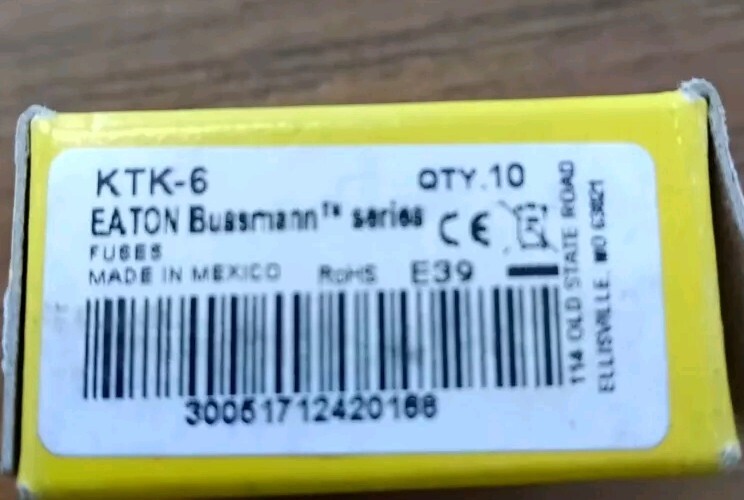 KTK-6 QTY.10
EATON Bussmann™ series CE
FUSES
MADE IN MEXICO RoHS E39
30051712420168
114 OLD STATE ROAD
ELLISVILLE, MO 63021